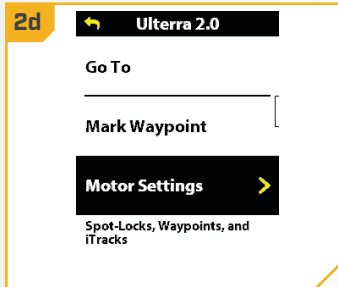 2d
Ulterra 2.0
Go To
Mark Waypoint
Motor Settings
Spot-Locks, Waypoints, and
iTracks